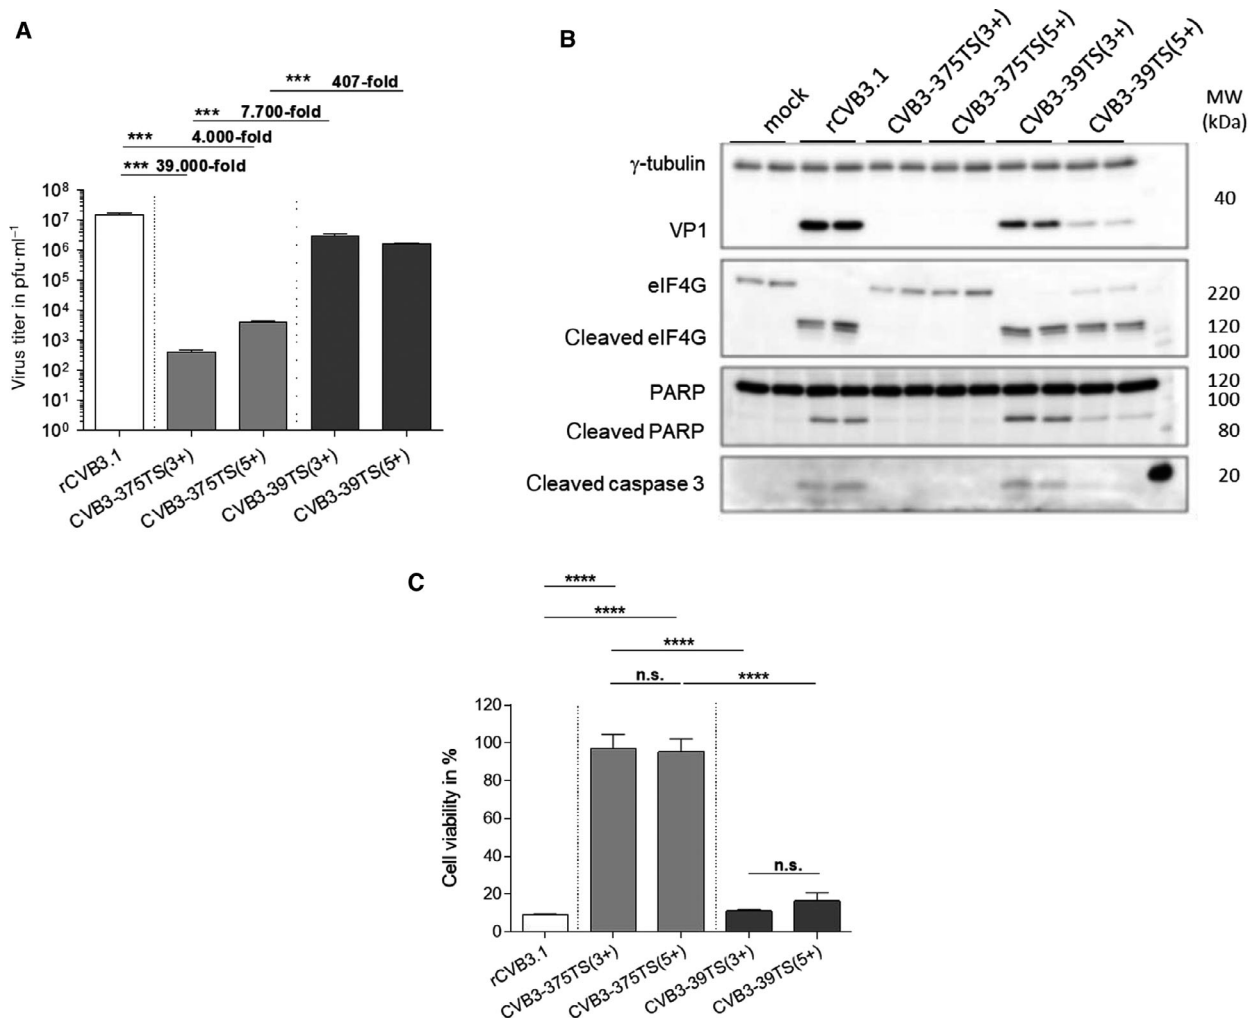 A
*** 407-fold
*** 7.700-fold
*** 4.000-fold
*** 39.000-fold
Virus titer in pfu·ml⁻¹
10⁸
10⁷
10⁶
10⁵
10⁴
10³
10²
10¹
10⁰
rCVB3.1
CVB3-375TS(3+)
CVB3-375TS(5+)
CVB3-39TS(3+)
CVB3-39TS(5+)
B
mock
rCVB3.1
CVB3-375TS(3+)
CVB3-375TS(5+)
CVB3-39TS(3+)
CVB3-39TS(5+)
MW
(kDa)
γ-tubulin
40
VP1
eIF4G
220
Cleaved eIF4G
120
100
PARP
120
100
Cleaved PARP
80
Cleaved caspase 3
20
C
****
****
****
n.s. ****
Cell viability in %
120
100
80
60
40
20
0
n.s.
rCVB3.1
CVB3-375TS(3+)
CVB3-375TS(5+)
CVB3-39TS(3+)
CVB3-39TS(5+)